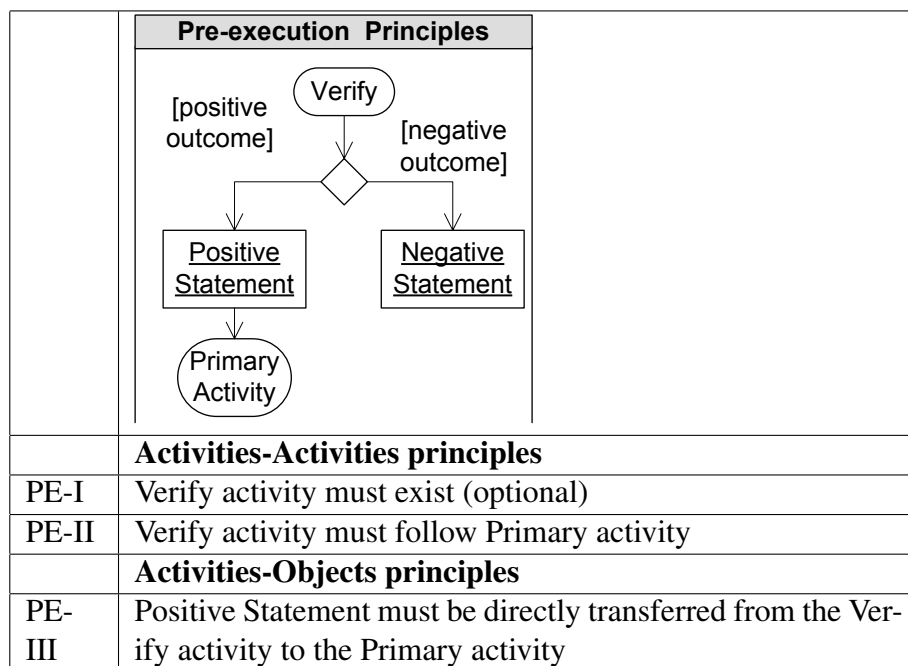 Pre-execution Principles
Verify
[positive
outcome]
[negative
outcome]
Positive
Statement
Negative
Statement
Primary
Activity
Activities-Activities principles
PE-I Verify activity must exist (optional)
PE-II Verify activity must follow Primary activity
Activities-Objects principles
PE- Positive Statement must be directly transferred from the Ver-
III ify activity to the Primary activity